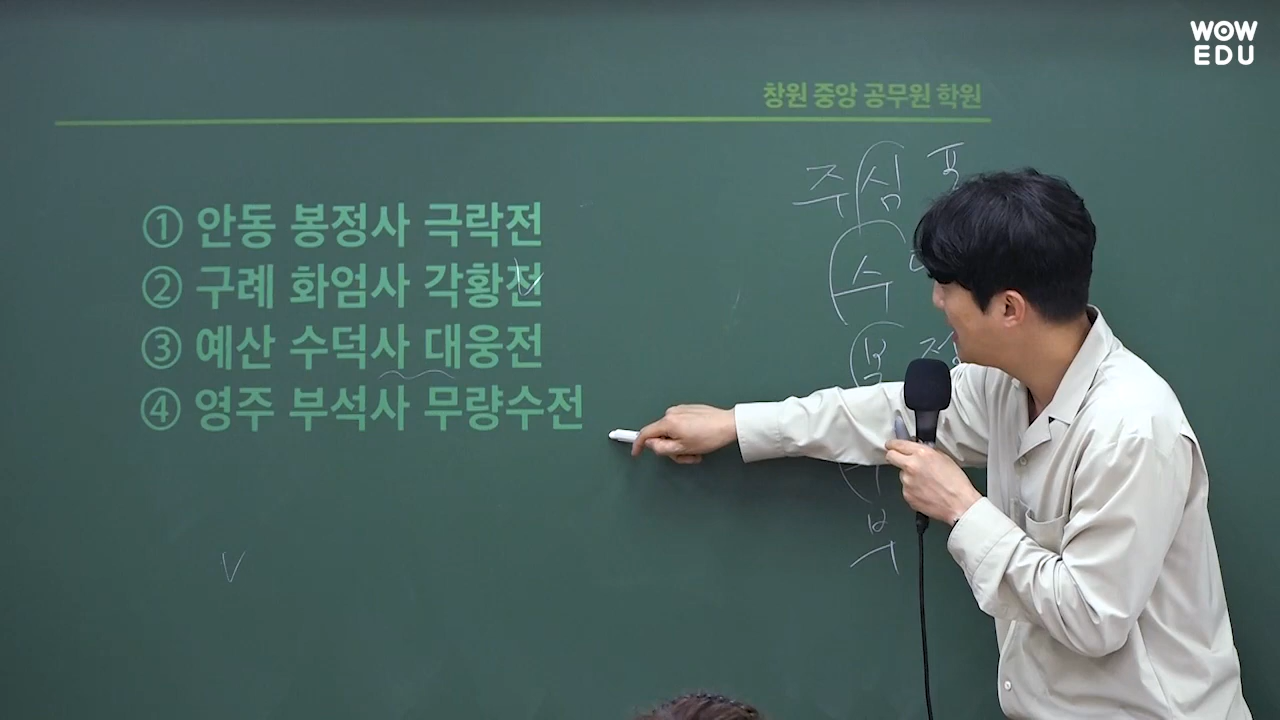 WOW
EDU
창원 중앙 공무원 학원
① 안동 봉정사 극락전
② 구례 화엄사 각황전
③ 예산 수덕사 대웅전
④ 영주 부석사 무량수전
주심 포
수
봉 정
부